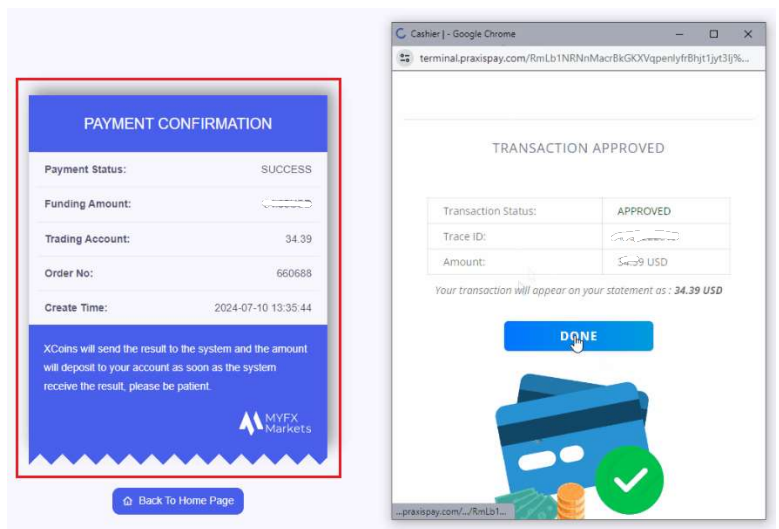 PAYMENT CONFIRMATION
Payment Status: SUCCESS
Funding Amount:
Trading Account: 34.39
Order No: 660688
Create Time: 2024-07-10 13:35:44
XCoins will send the result to the system and the amount
will deposit to your account as soon as the system
receive the result, please be patient.
MYFX
Markets
Back To Home Page
Cashier | - Google Chrome
TRANSACTION APPROVED
Transaction Status: APPROVED
Trace ID:
Amount: USD
Your transaction will appear on your statement as : 34.39 USD
DONE
...praxispay.com/.../RmLb1...